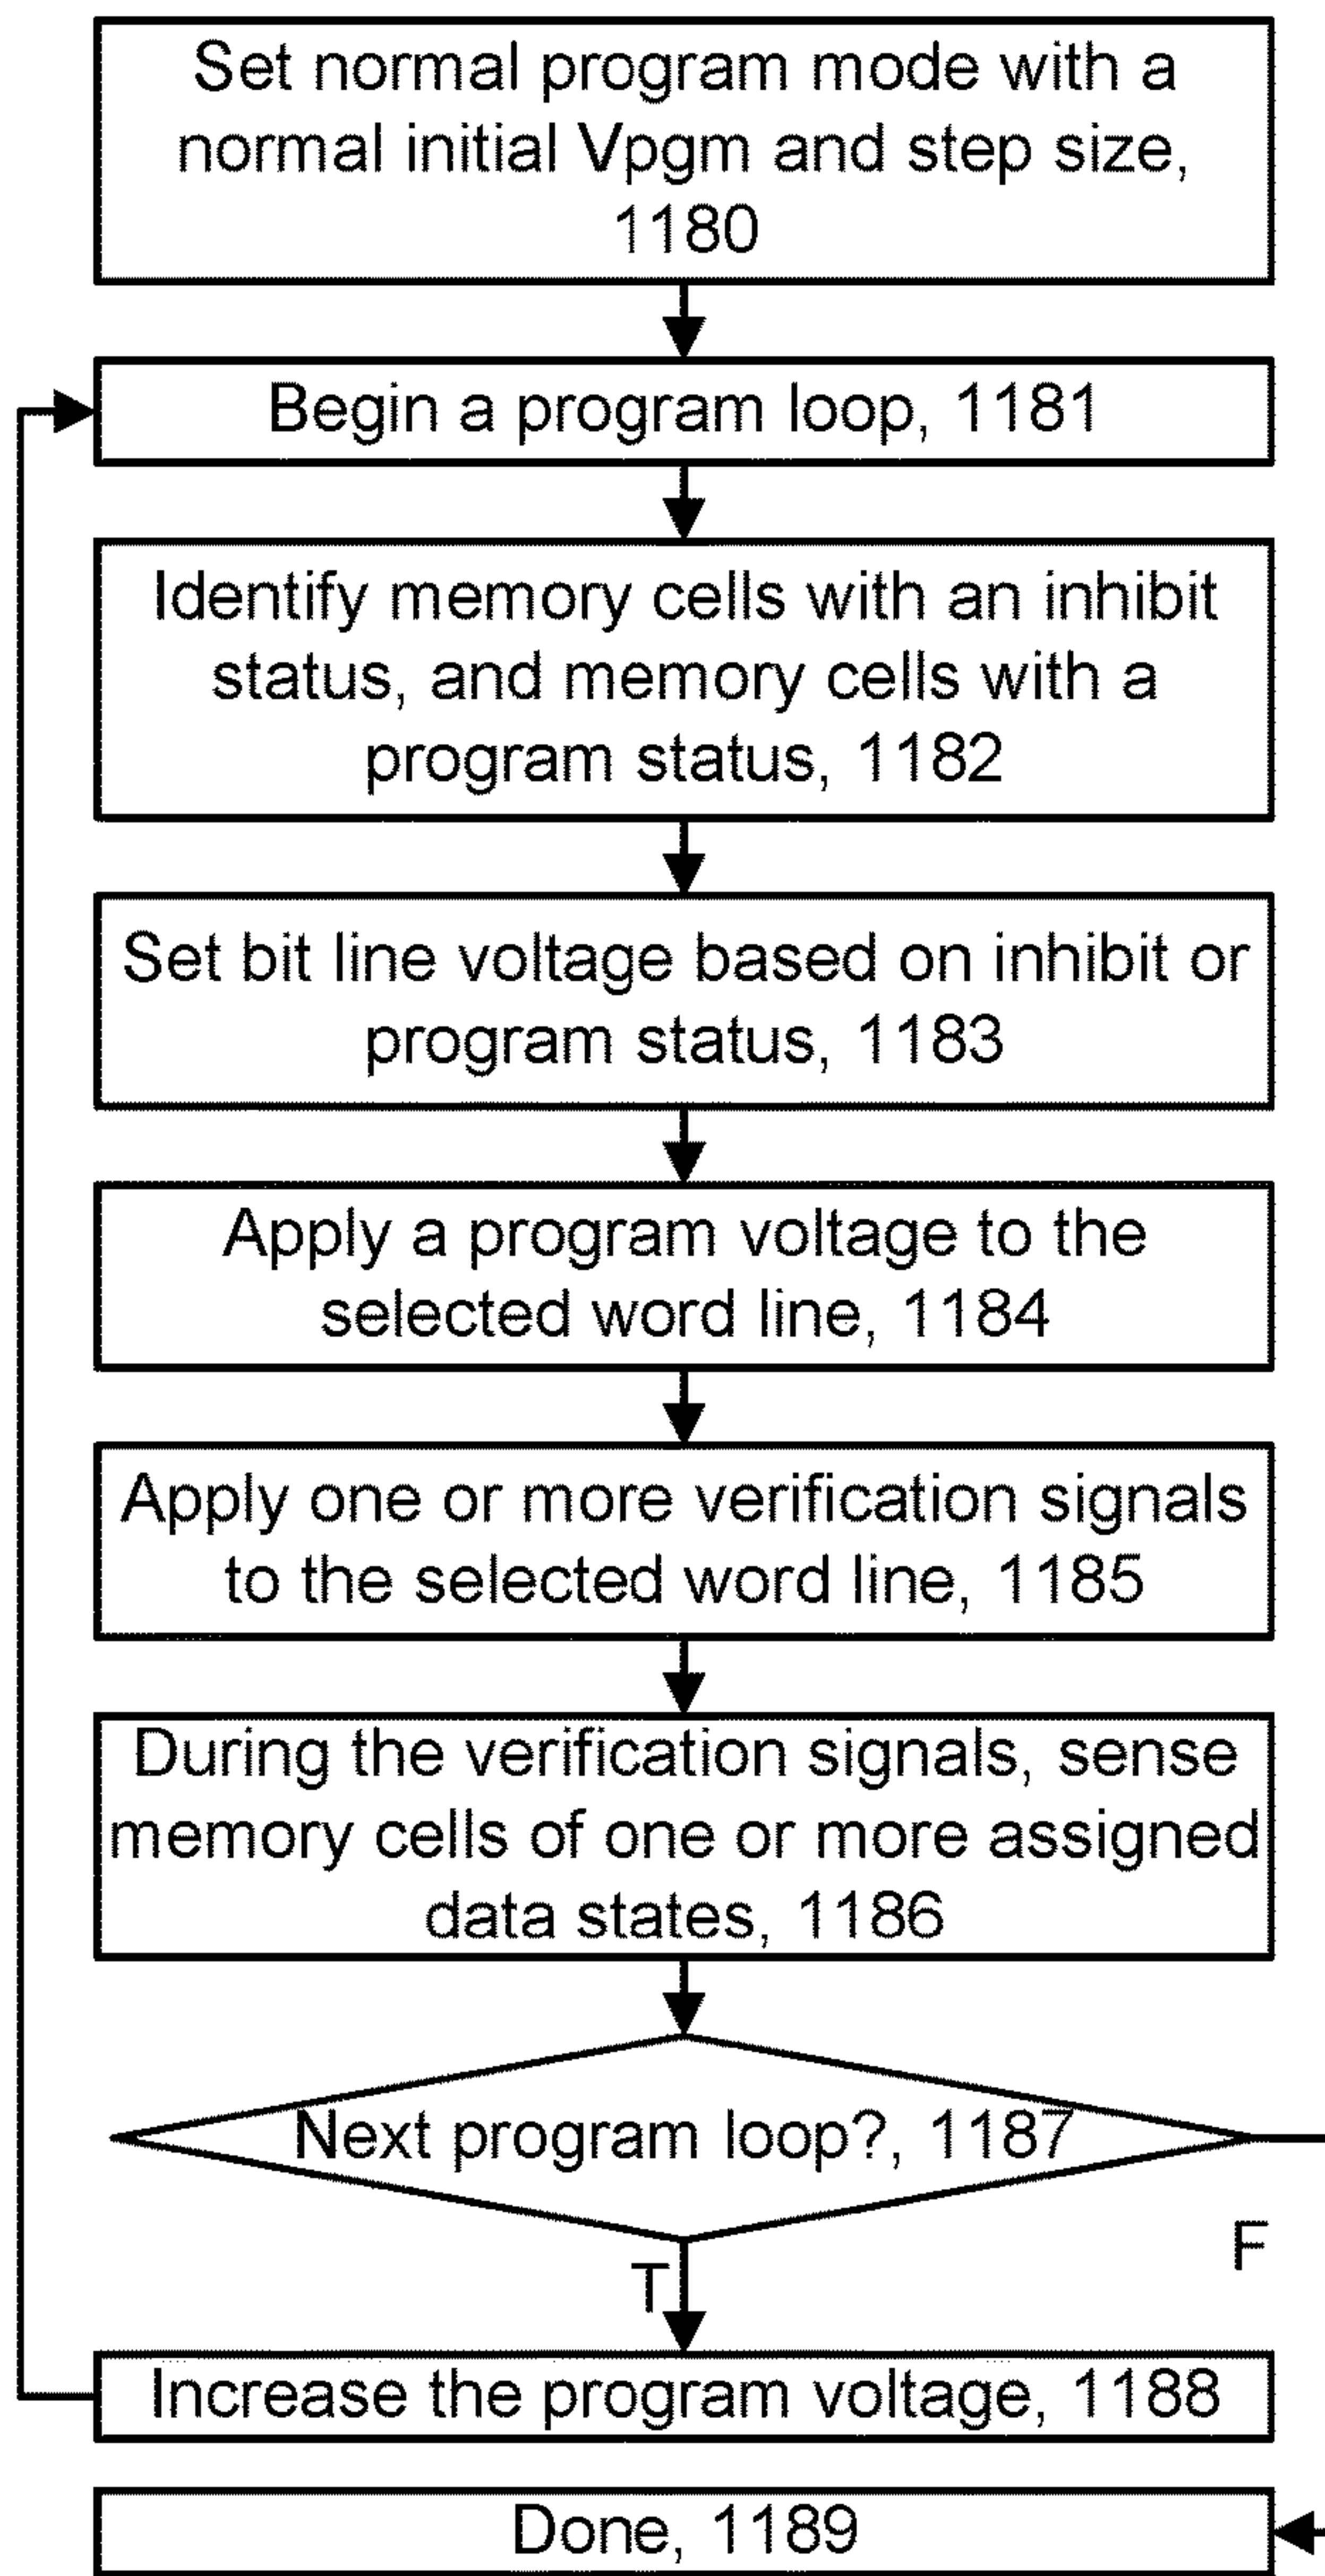 Set normal program mode with a
normal initial Vpgm and step size,
1180
Begin a program loop, 1181
Identify memory cells with an inhibit
status, and memory cells with a
program status, 1182
Set bit line voltage based on inhibit or
program status, 1183
Apply a program voltage to the
selected word line, 1184
Apply one or more verification signals
to the selected word line, 1185
During the verification signals, sense
memory cells of one or more assigned
data states, 1186
Next program loop?, 1187
F
T
Increase the program voltage, 1188
Done, 1189